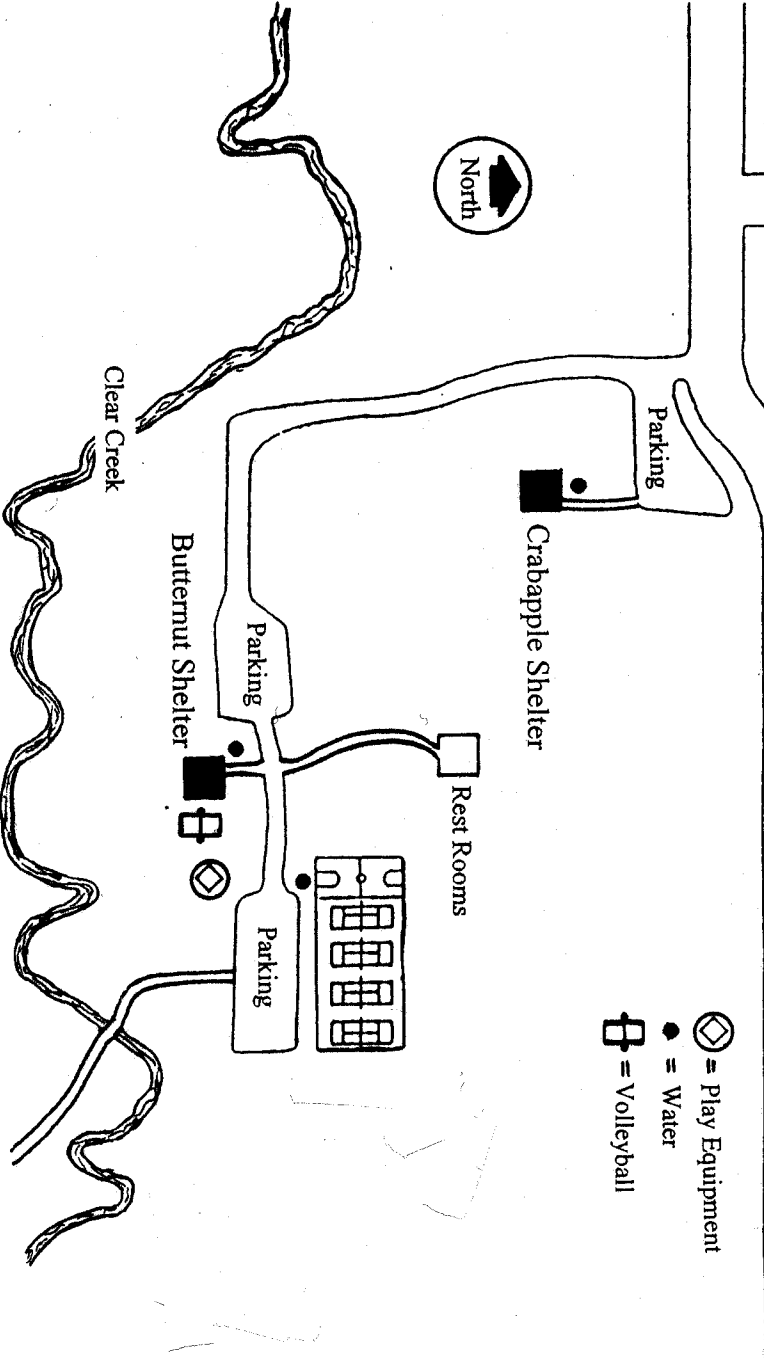 North
Parking
Crabapple Shelter
= Play Equipment
= Water
= Volleyball
Rest Rooms
Parking
Parking
Butternut Shelter
Clear Creek